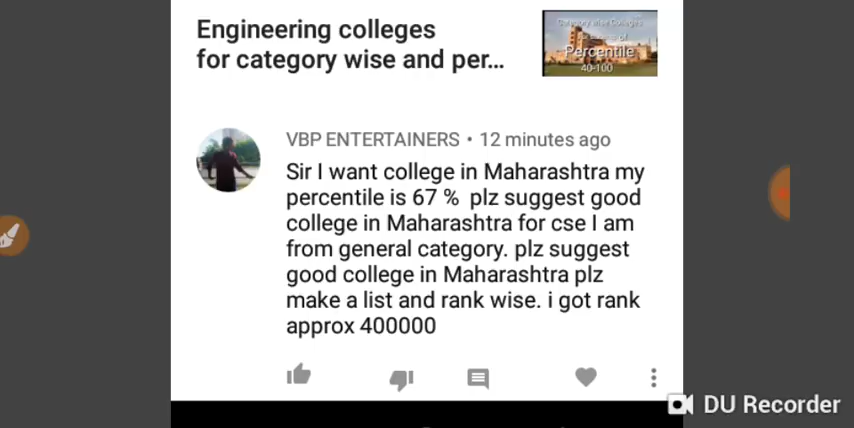 Engineering colleges
for category wise and per...
Category wise Colleges
of
Percentile
40-100
VBP ENTERTAINERS • 12 minutes ago
Sir I want college in Maharashtra my
percentile is 67 %  plz suggest good
college in Maharashtra for cse I am
from general category. plz suggest
good college in Maharashtra plz
make a list and rank wise. i got rank
approx 400000
DU Recorder